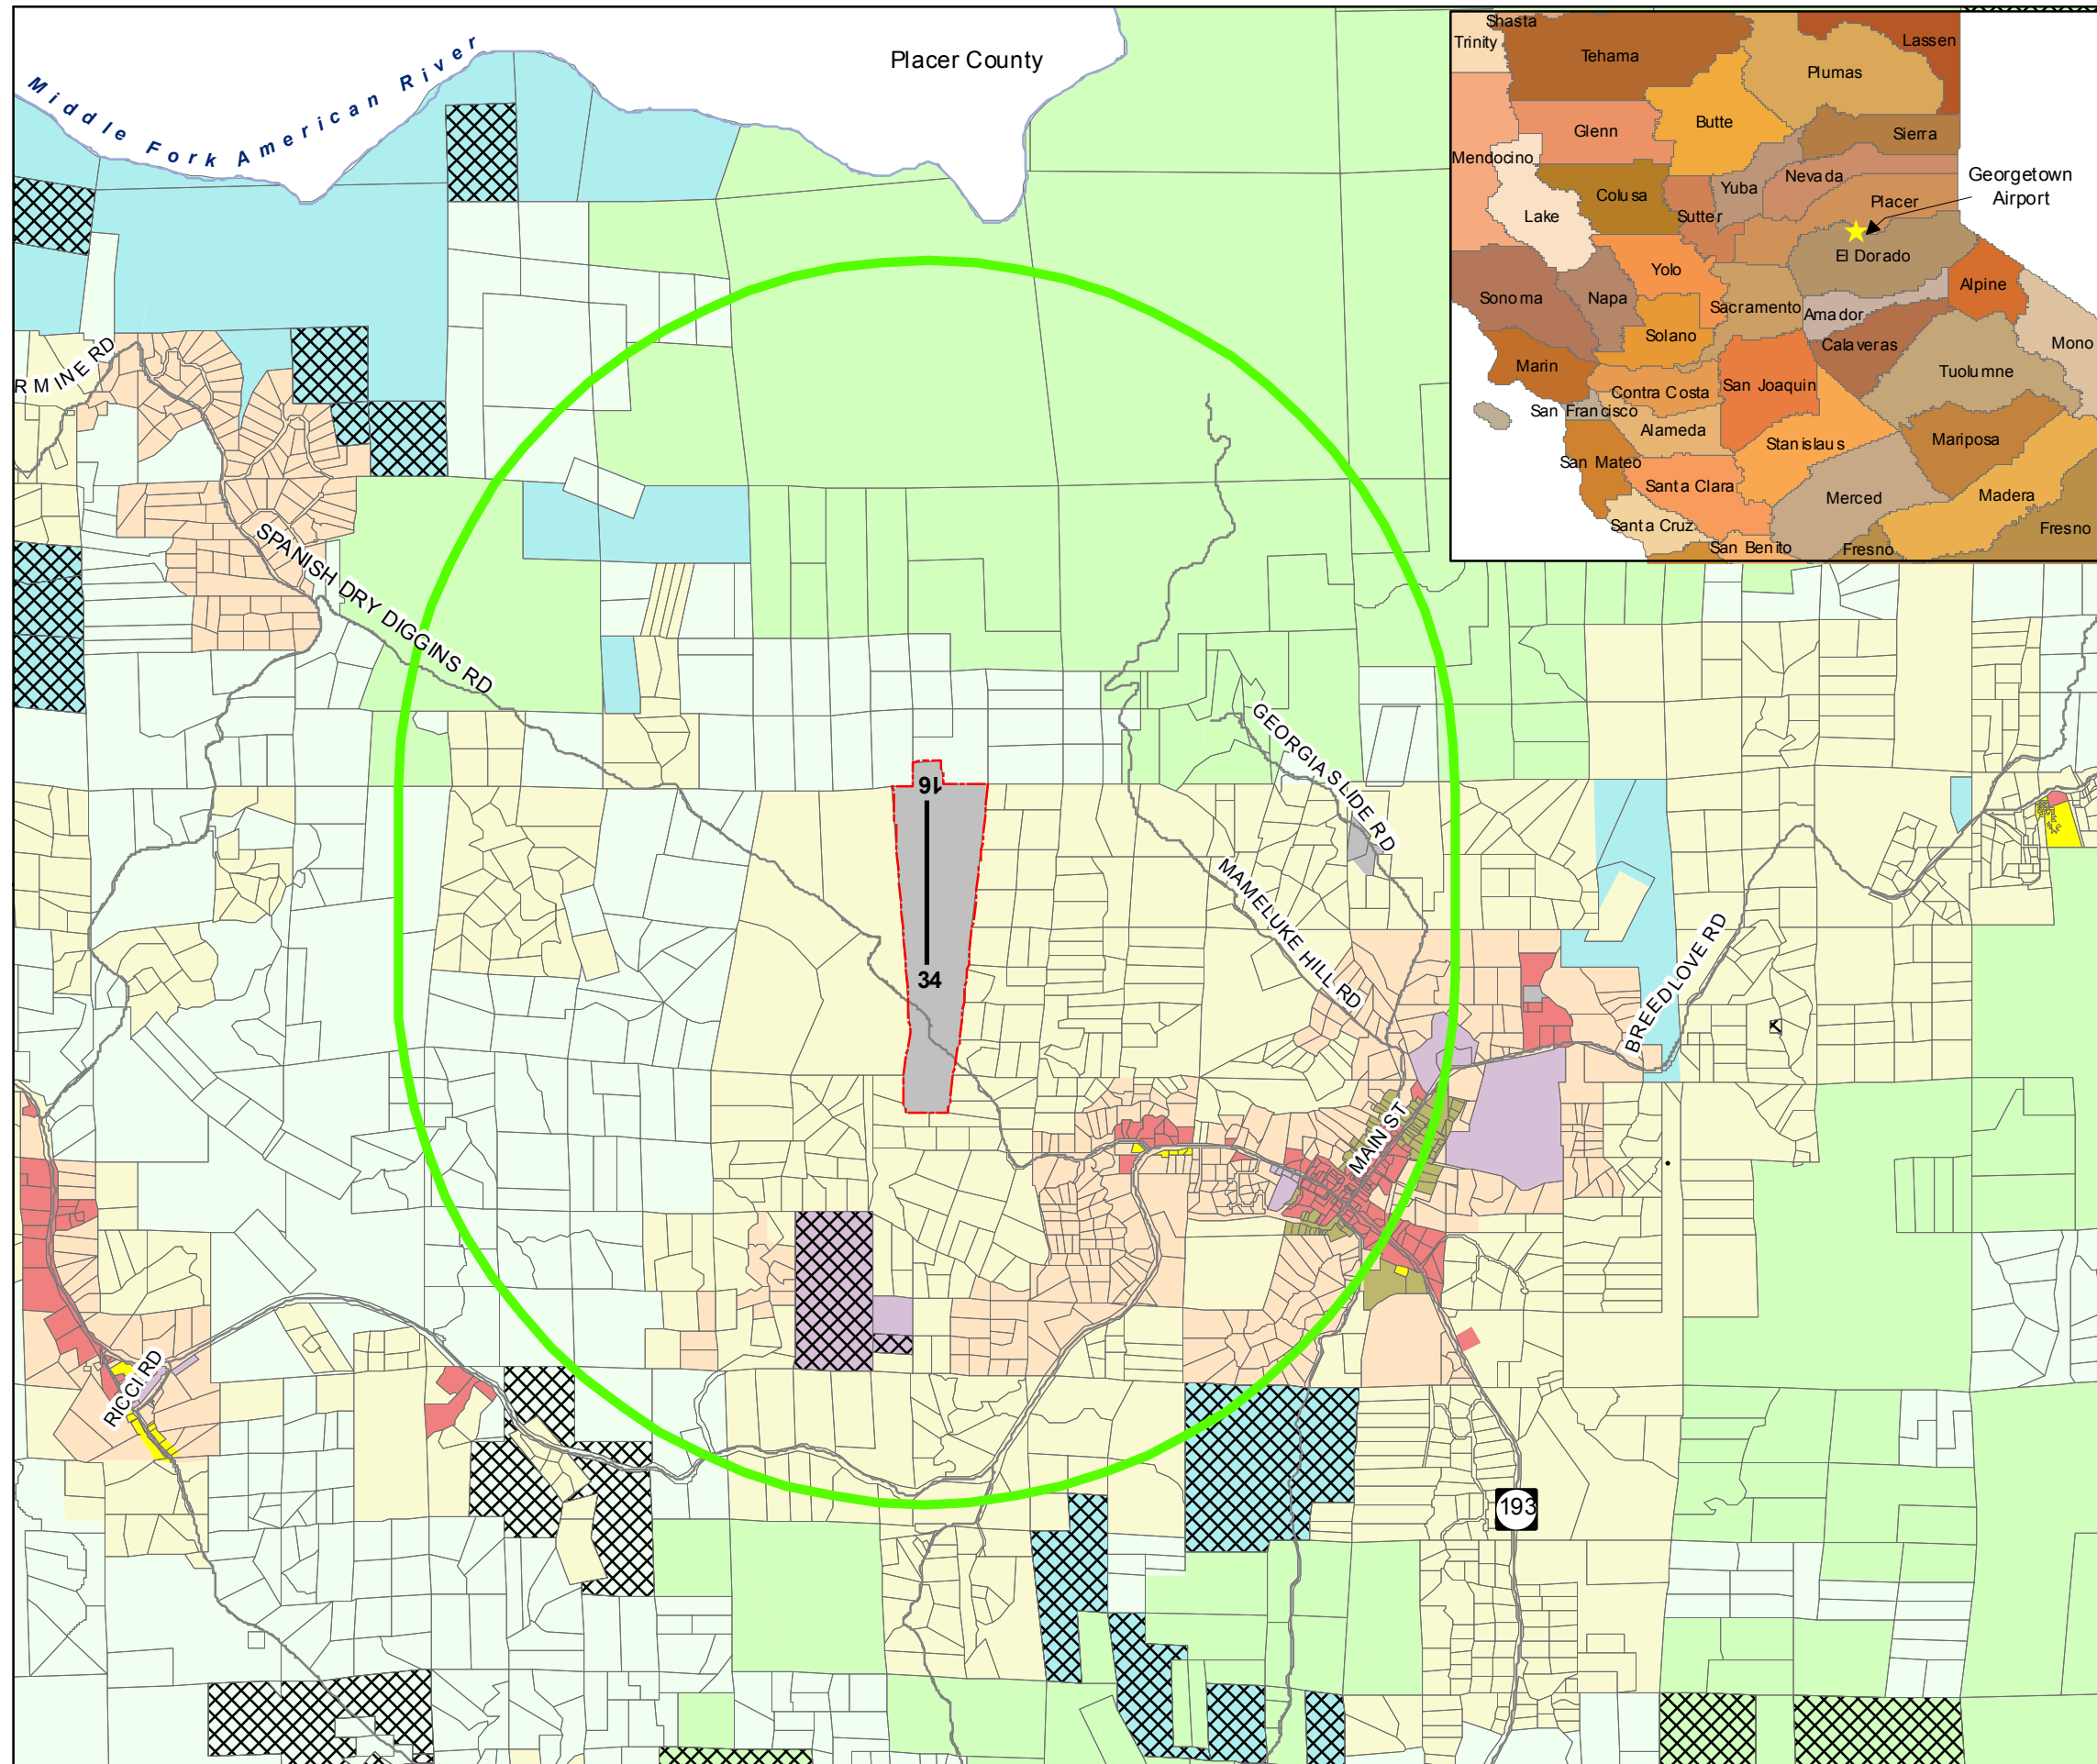 Placer County
Middle Fork American River
RMINE RD
SPANISH DRY DIGGINS RD
GEORGIA SLIDE RD
MAMELUKE HILL RD
BREEDLOVE RD
MAIN ST
RICCI RD
16
34
193
Shasta
Trinity
Tehama
Lassen
Plumas
Butte
Glenn
Sierra
Mendocino
Colusa
Yuba
Nevada
Georgetown
Airport
Lake
Sutter
Placer
Yolo
El Dorado
Sonoma
Napa
Sacramento
Alpine
Amador
Solano
Calaveras
Mono
Marin
Contra Costa
San Joaquin
Tuolumne
San Francisco
Alameda
Stanislaus
Mariposa
San Mateo
Santa Clara
Merced
Madera
Santa Cruz
Fresno
San Benito
Fresno